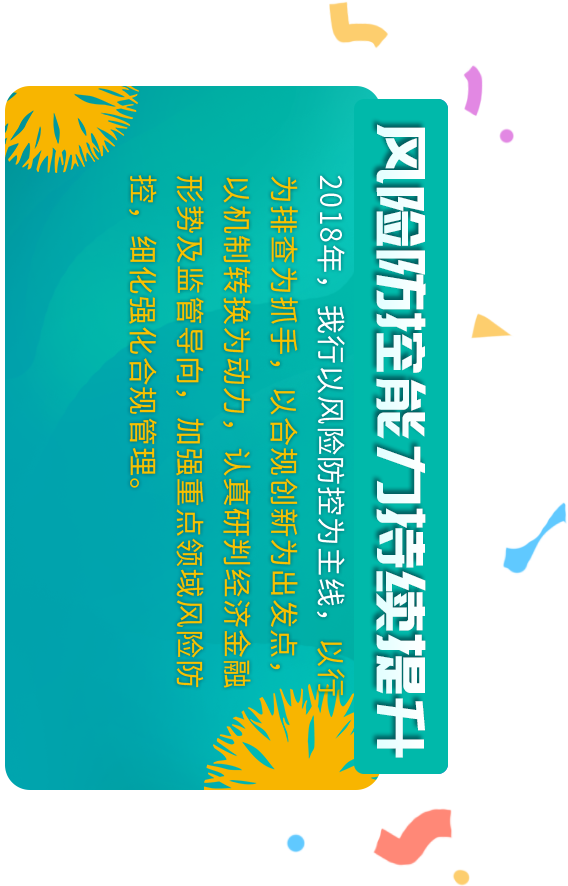 风险防控能力持续提升
2018年，我行以风险防控为主线，以行
为排查为抓手，以合规创新为出发点，
以机制转换为动力，认真研判经济金融
形势及监管导向，加强重点领域风险防
控，细化强化合规管理。